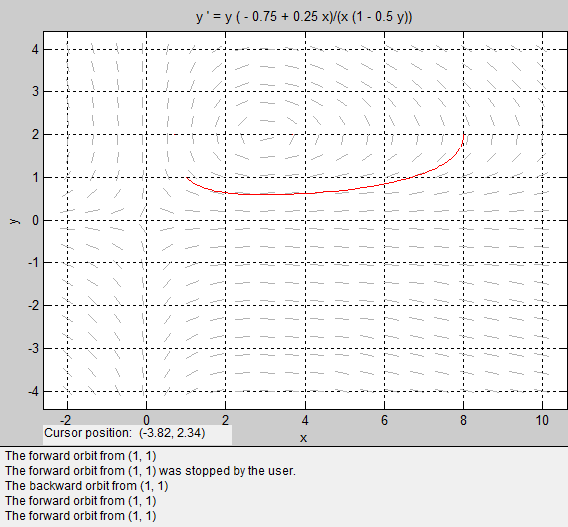 y ' = y ( - 0.75 + 0.25 x)/(x (1 - 0.5 y))
4
3
2
1
0
-1
-2
-3
-4
y
-2 0 2 4 6 8 10
x
Cursor position: (-3.82, 2.34)
The forward orbit from (1, 1)
The forward orbit from (1, 1) was stopped by the user.
The backward orbit from (1, 1)
The forward orbit from (1, 1)
The forward orbit from (1, 1)